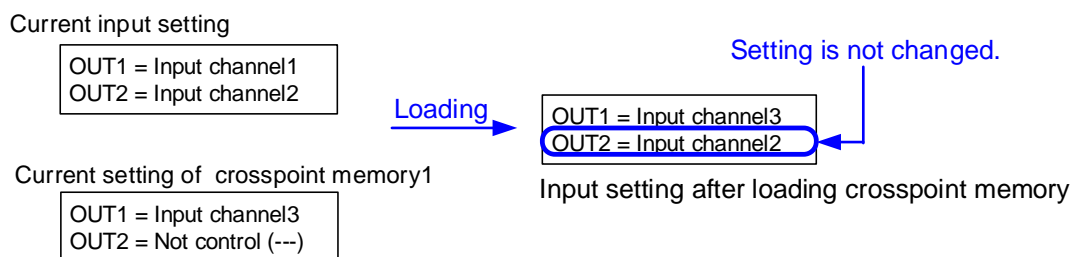 Current input setting
OUT1 = Input channel1
OUT2 = Input channel2
Current setting of crosspoint memory1
OUT1 = Input channel3
OUT2 = Not control (---)
Loading
Setting is not changed.
OUT1 = Input channel3
OUT2 = Input channel2
Input setting after loading crosspoint memory